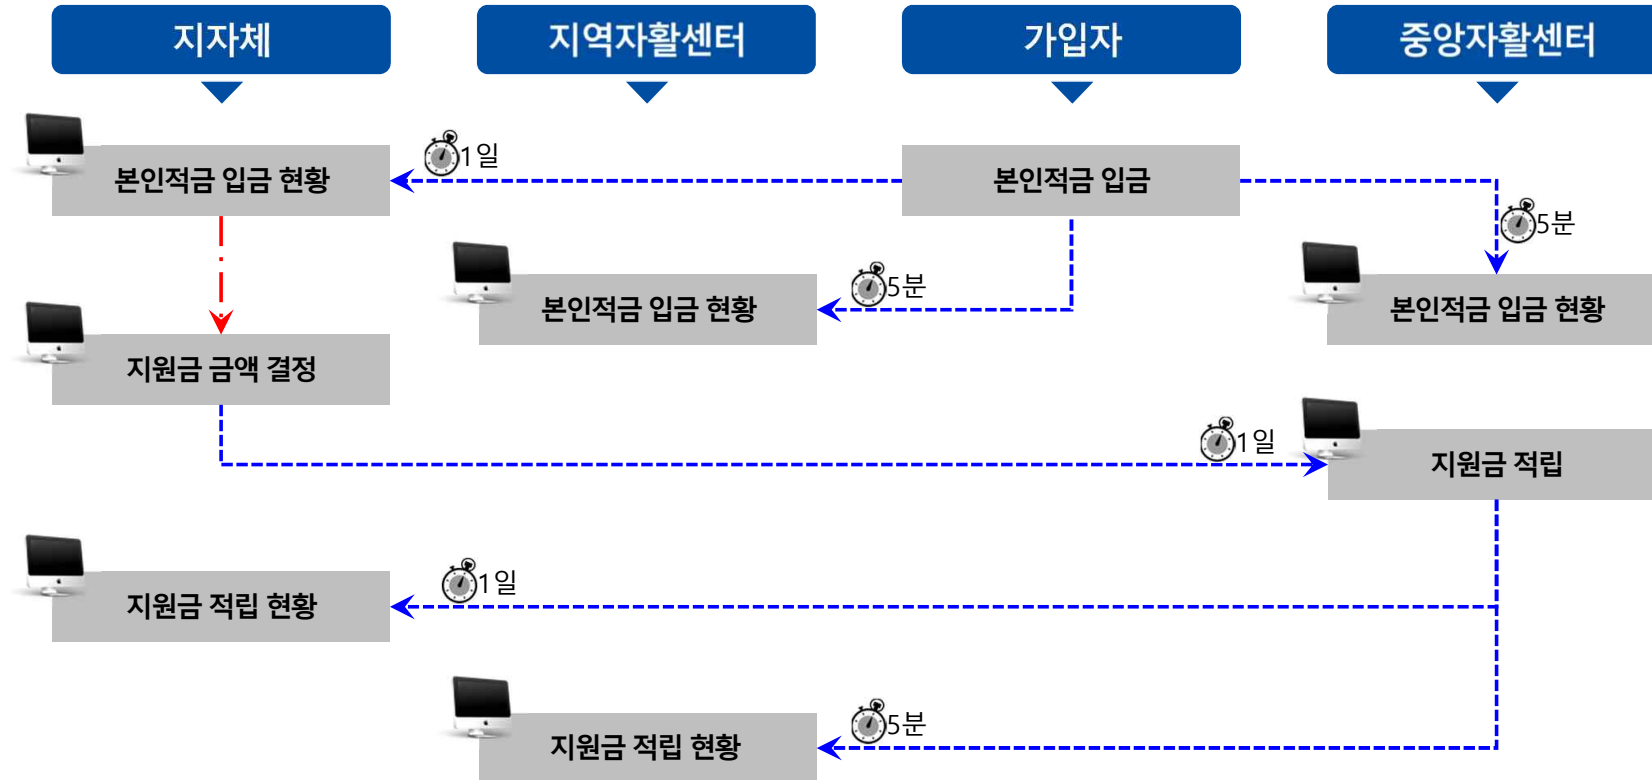 지자체
지역자활센터
가입자
중앙자활센터
1일
본인적금 입금 현황
본인적금 입금
5분
5분
본인적금 입금 현황
본인적금 입금 현황
지원금 금액 결정
1일
지원금 적립
1일
지원금 적립 현황
5분
지원금 적립 현황